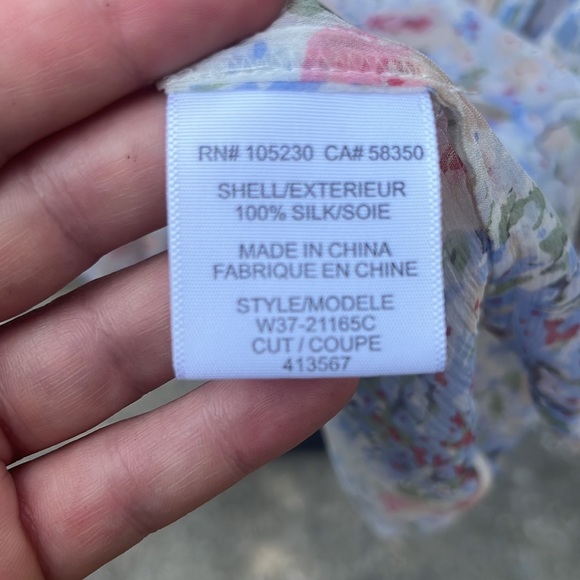 RN# 105230 CA# 58350
SHELL/EXTERIEUR
100% SILK/SOIE
MADE IN CHINA
FABRIQUE EN CHINE
STYLE/MODELE
W37-21165C
CUT / COUPE
413567